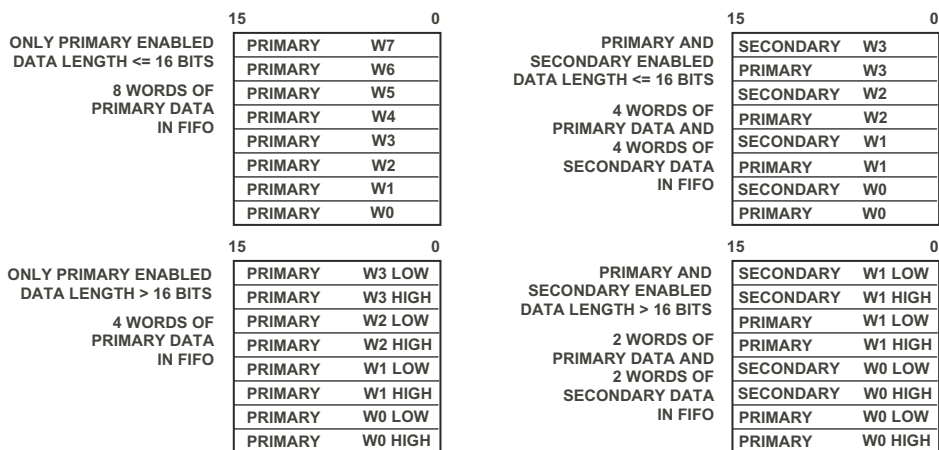 15 0
ONLY PRIMARY ENABLED
DATA LENGTH <= 16 BITS
8 WORDS OF
PRIMARY DATA
IN FIFO
PRIMARY W7
PRIMARY W6
PRIMARY W5
PRIMARY W4
PRIMARY W3
PRIMARY W2
PRIMARY W1
PRIMARY W0
15 0
PRIMARY AND
SECONDARY ENABLED
DATA LENGTH <= 16 BITS
4 WORDS OF
PRIMARY DATA AND
4 WORDS OF
SECONDARY DATA
IN FIFO
SECONDARY W3
PRIMARY W3
SECONDARY W2
PRIMARY W2
SECONDARY W1
PRIMARY W1
SECONDARY W0
PRIMARY W0
15 0
ONLY PRIMARY ENABLED
DATA LENGTH > 16 BITS
4 WORDS OF
PRIMARY DATA
IN FIFO
PRIMARY W3 LOW
PRIMARY W3 HIGH
PRIMARY W2 LOW
PRIMARY W2 HIGH
PRIMARY W1 LOW
PRIMARY W1 HIGH
PRIMARY W0 LOW
PRIMARY W0 HIGH
15 0
PRIMARY AND
SECONDARY ENABLED
DATA LENGTH > 16 BITS
2 WORDS OF
PRIMARY DATA AND
2 WORDS OF
SECONDARY DATA
IN FIFO
SECONDARY W1 LOW
SECONDARY W1 HIGH
PRIMARY W1 LOW
PRIMARY W1 HIGH
SECONDARY W0 LOW
SECONDARY W0 HIGH
PRIMARY W0 LOW
PRIMARY W0 HIGH